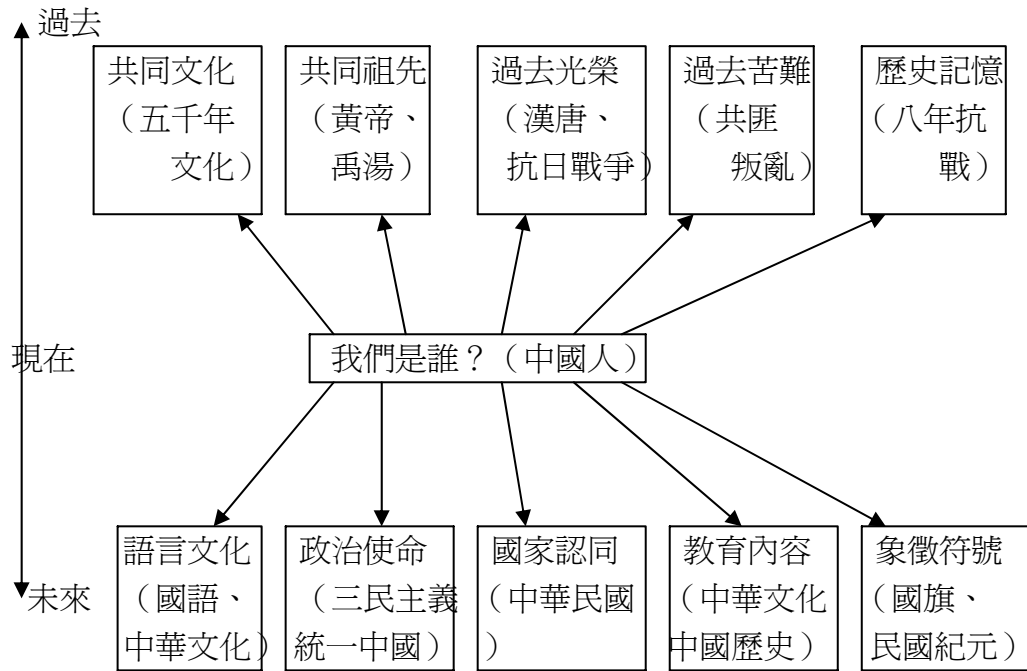 過去
共同文化
（五千年
文化）
共同祖先
（黃帝、
禹湯）
過去光榮
（漢唐、
抗日戰爭）
過去苦難
（共匪
叛亂）
歷史記憶
（八年抗
戰）
現在
我們是誰？（中國人）
未來
語言文化
（國語、
中華文化）
政治使命
（三民主義
統一中國）
國家認同
（中華民國
）
教育內容
（中華文化
中國歷史）
象徵符號
（國旗、
民國紀元）